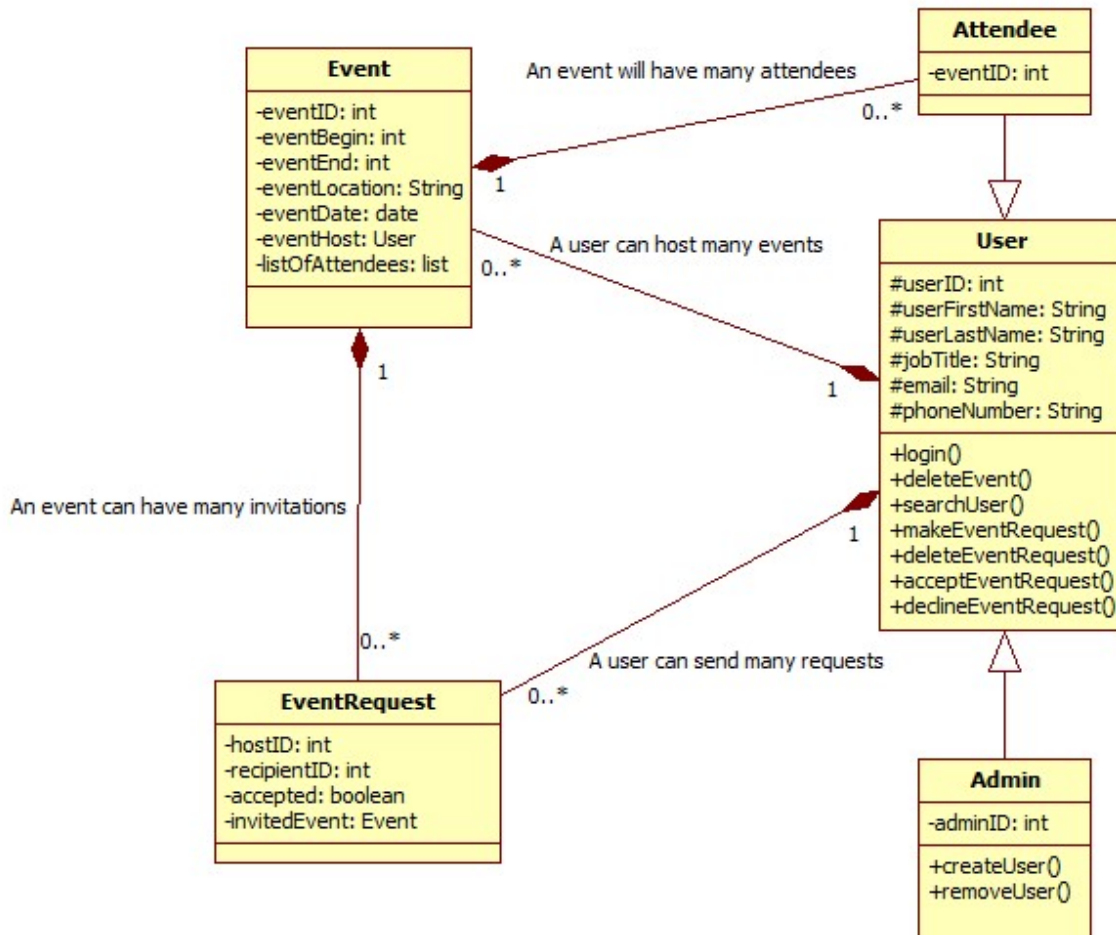 Attendee
-eventID: int
Event
-eventID: int
-eventBegin: int
-eventEnd: int
-eventLocation: String
-eventDate: date
-eventHost: User
-listOfAttendees: list
An event will have many attendees
0..*
1
A user can host many events
0..*
1
User
#userID: int
#userFirstName: String
#userLastName: String
#jobTitle: String
#email: String
#phoneNumber: String
+login()
+deleteEvent()
+searchUser()
+makeEventRequest()
+deleteEventRequest()
+acceptEventRequest()
+declineEventRequest()
1
An event can have many invitations
0..*
1
A user can send many requests
0..*
EventRequest
-hostID: int
-recipientID: int
-accepted: boolean
-invitedEvent: Event
Admin
-adminID: int
+createUser()
+removeUser()